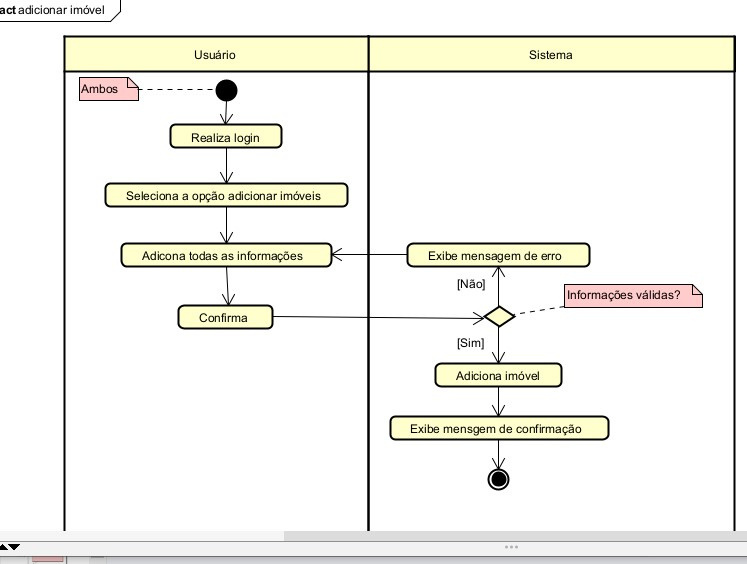 act adicionar imóvel
Usuário
Sistema
Ambos
Realiza login
Seleciona a opção adicionar imóveis
Adicona todas as informações
Exibe mensagem de erro
[Não]
Informações válidas?
Confirma
[Sim]
Adiciona imóvel
Exibe mensgem de confirmação